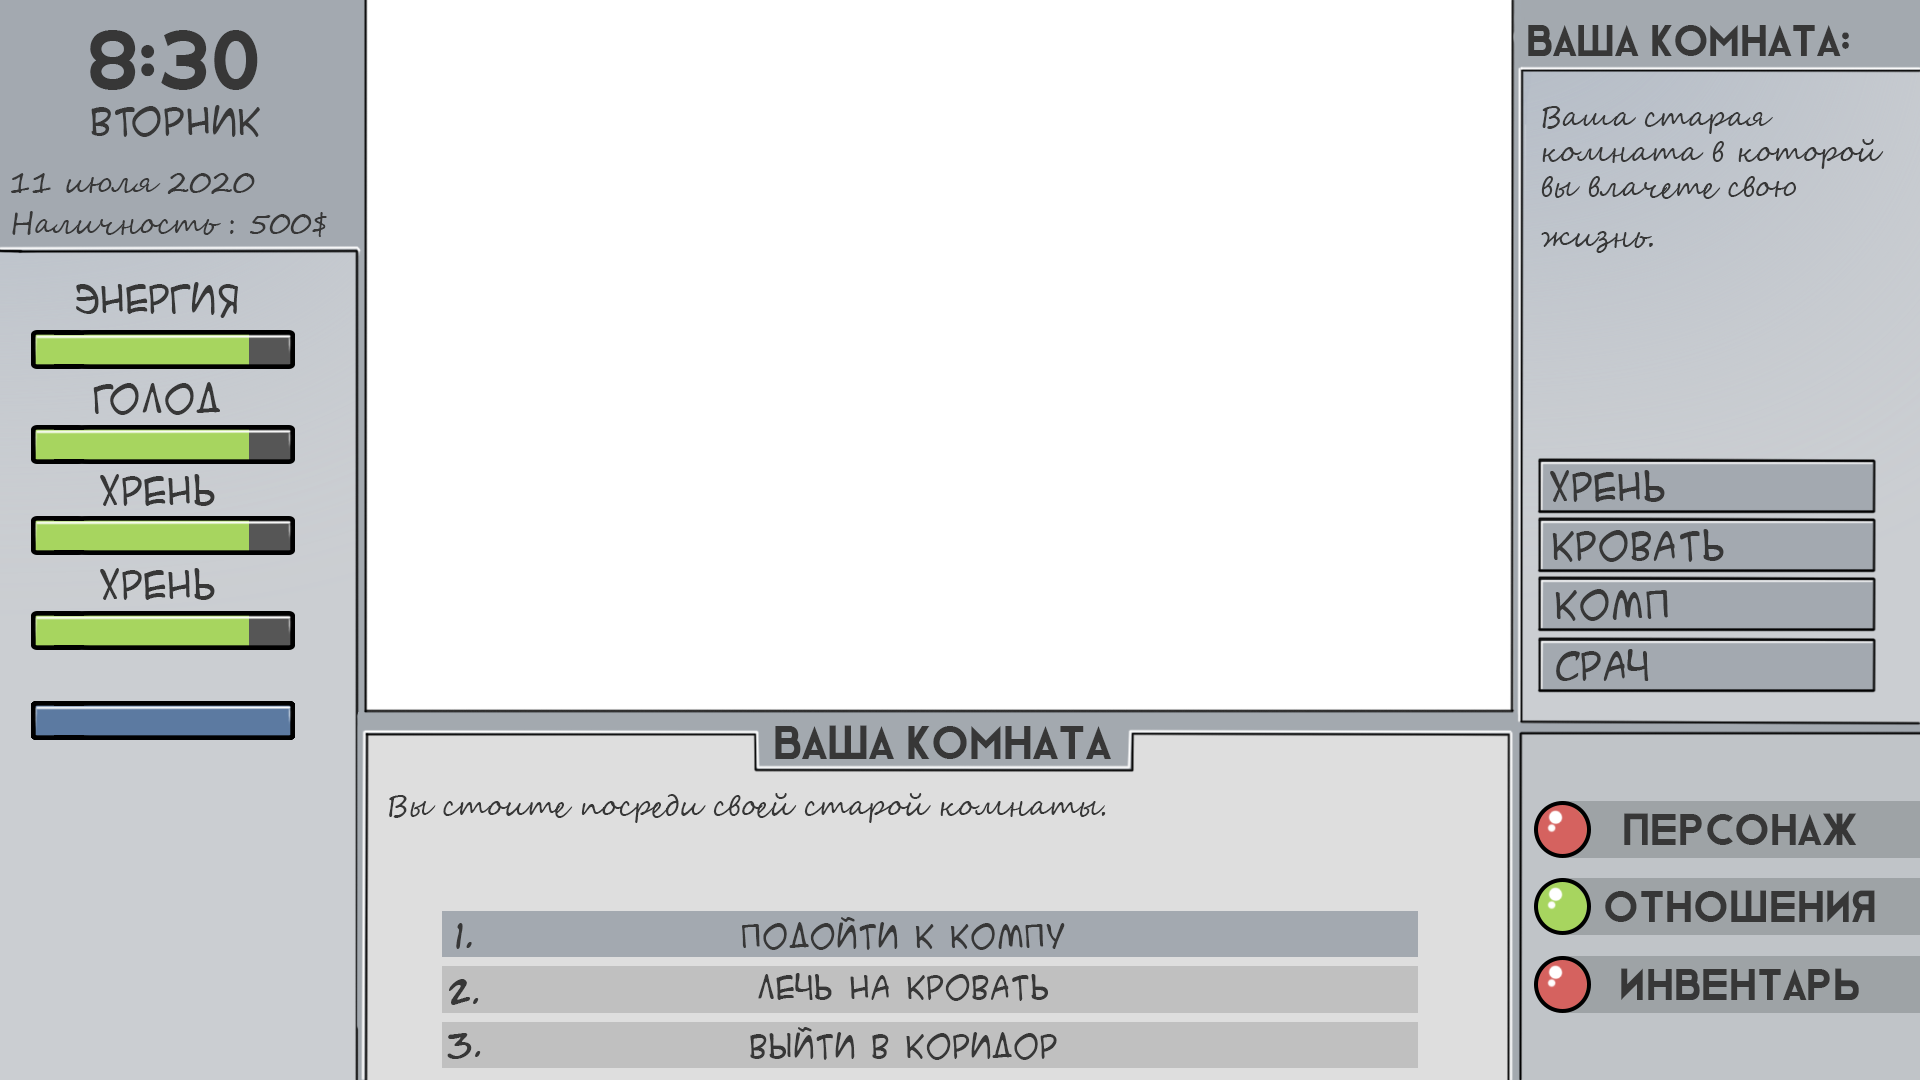 8:30
ВТОРНИК
11 июля 2020
Наличность : 500$
ЭНЕРГИЯ
ГОЛОД
ХРЕНЬ
ХРЕНЬ
ВАША КОМНАТА
Вы стоите посреди своей старой комнаты.
1. ПОДОЙТИ К КОМПУ
2. ЛЕЧЬ НА КРОВАТЬ
3. ВЫЙТИ В КОРИДОР
ВАША КОМНАТА:
Ваша старая
комната в которой
вы влачете свою
жизнь.
ХРЕНЬ
КРОВАТЬ
КОМП
СРАЧ
ПЕРСОНАЖ
ОТНОШЕНИЯ
ИНВЕНТАРЬ